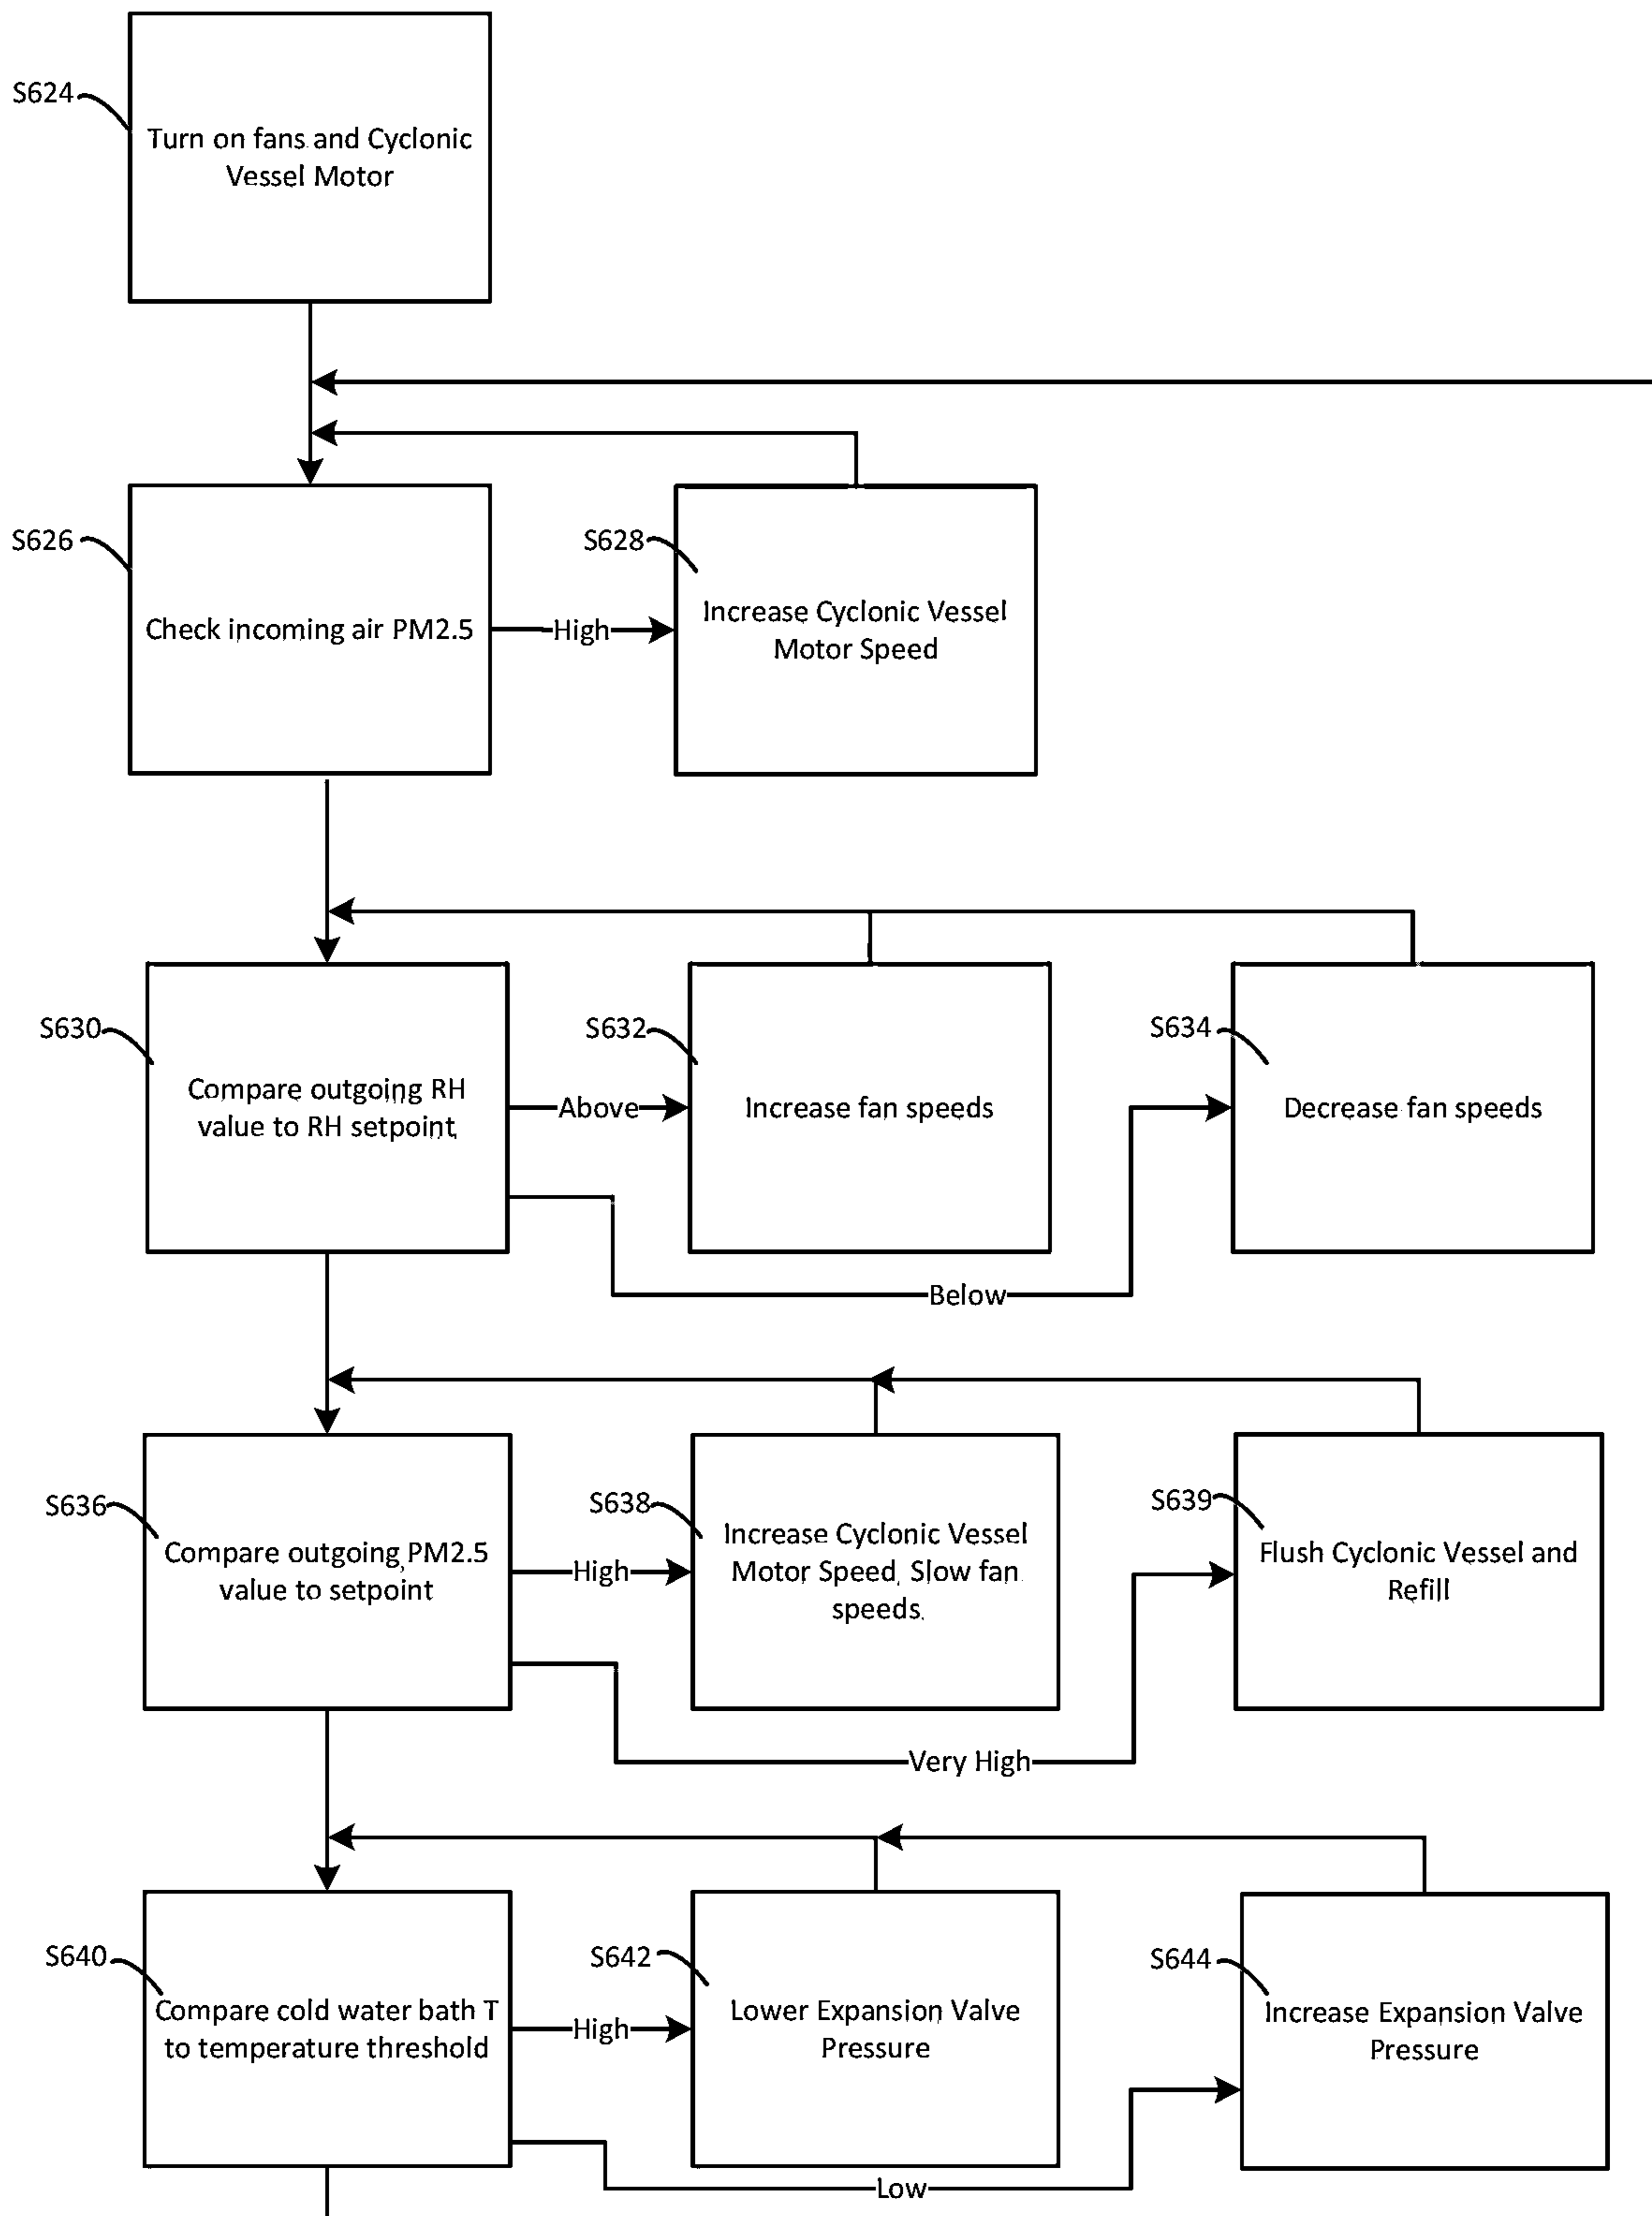 S624
Turn on fans and Cyclonic
Vessel Motor
S626
Check incoming air PM2.5
High
S628
Increase Cyclonic Vessel
Motor Speed
S630
Compare outgoing RH
value to RH setpoint
Above
S632
Increase fan speeds
S634
Decrease fan speeds
Below
S636
Compare outgoing PM2.5
value to setpoint
High
S638
Increase Cyclonic Vessel
Motor Speed, Slow fan
speeds.
S639
Flush Cyclonic Vessel and
Refill
Very High
S640
Compare cold water bath T
to temperature threshold
High
S642
Lower Expansion Valve
Pressure
S644
Increase Expansion Valve
Pressure
Low